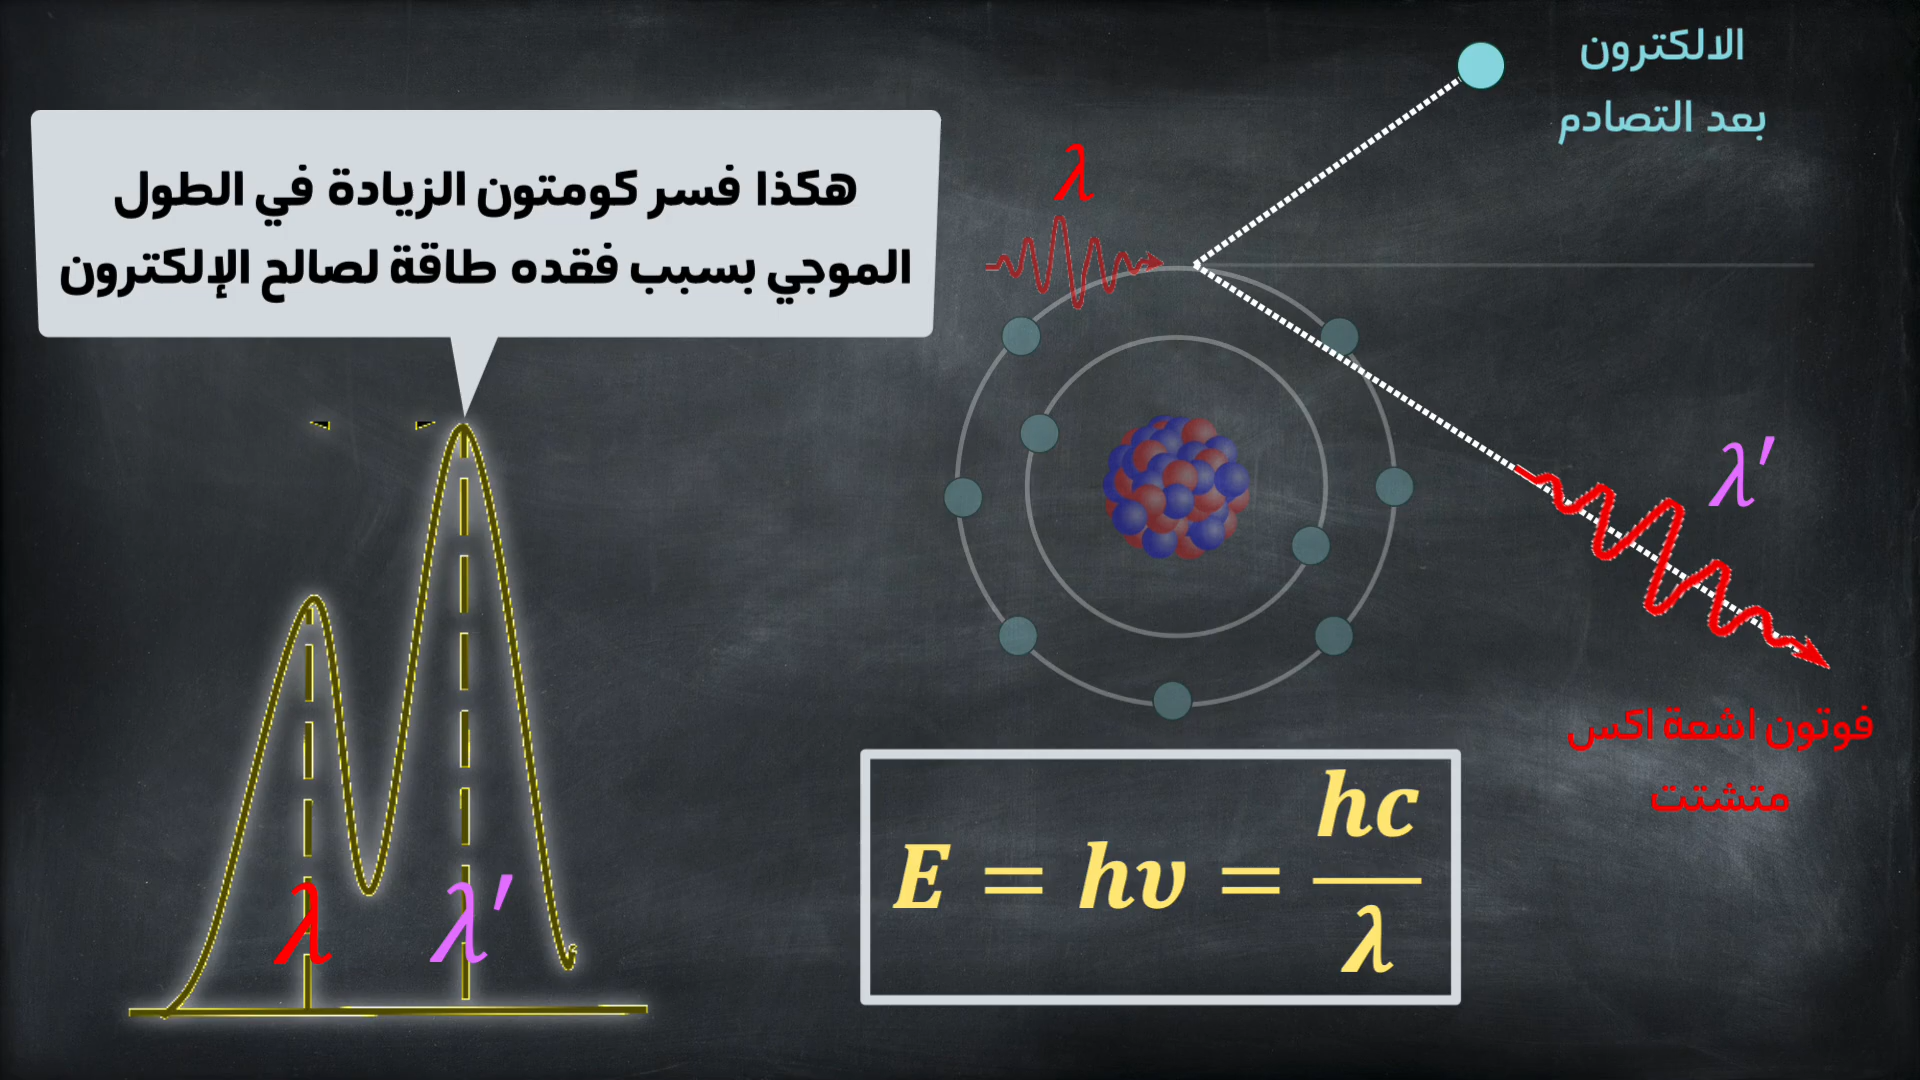 الالكترون
بعد التصادم
هكذا فسر كومتون الزيادة في الطول
الموجي بسبب فقده طاقة لصالح الإلكترون
λ
λ′
فوتون اشعة اكس
متشتت
E = hυ = hc/λ
λ λ′